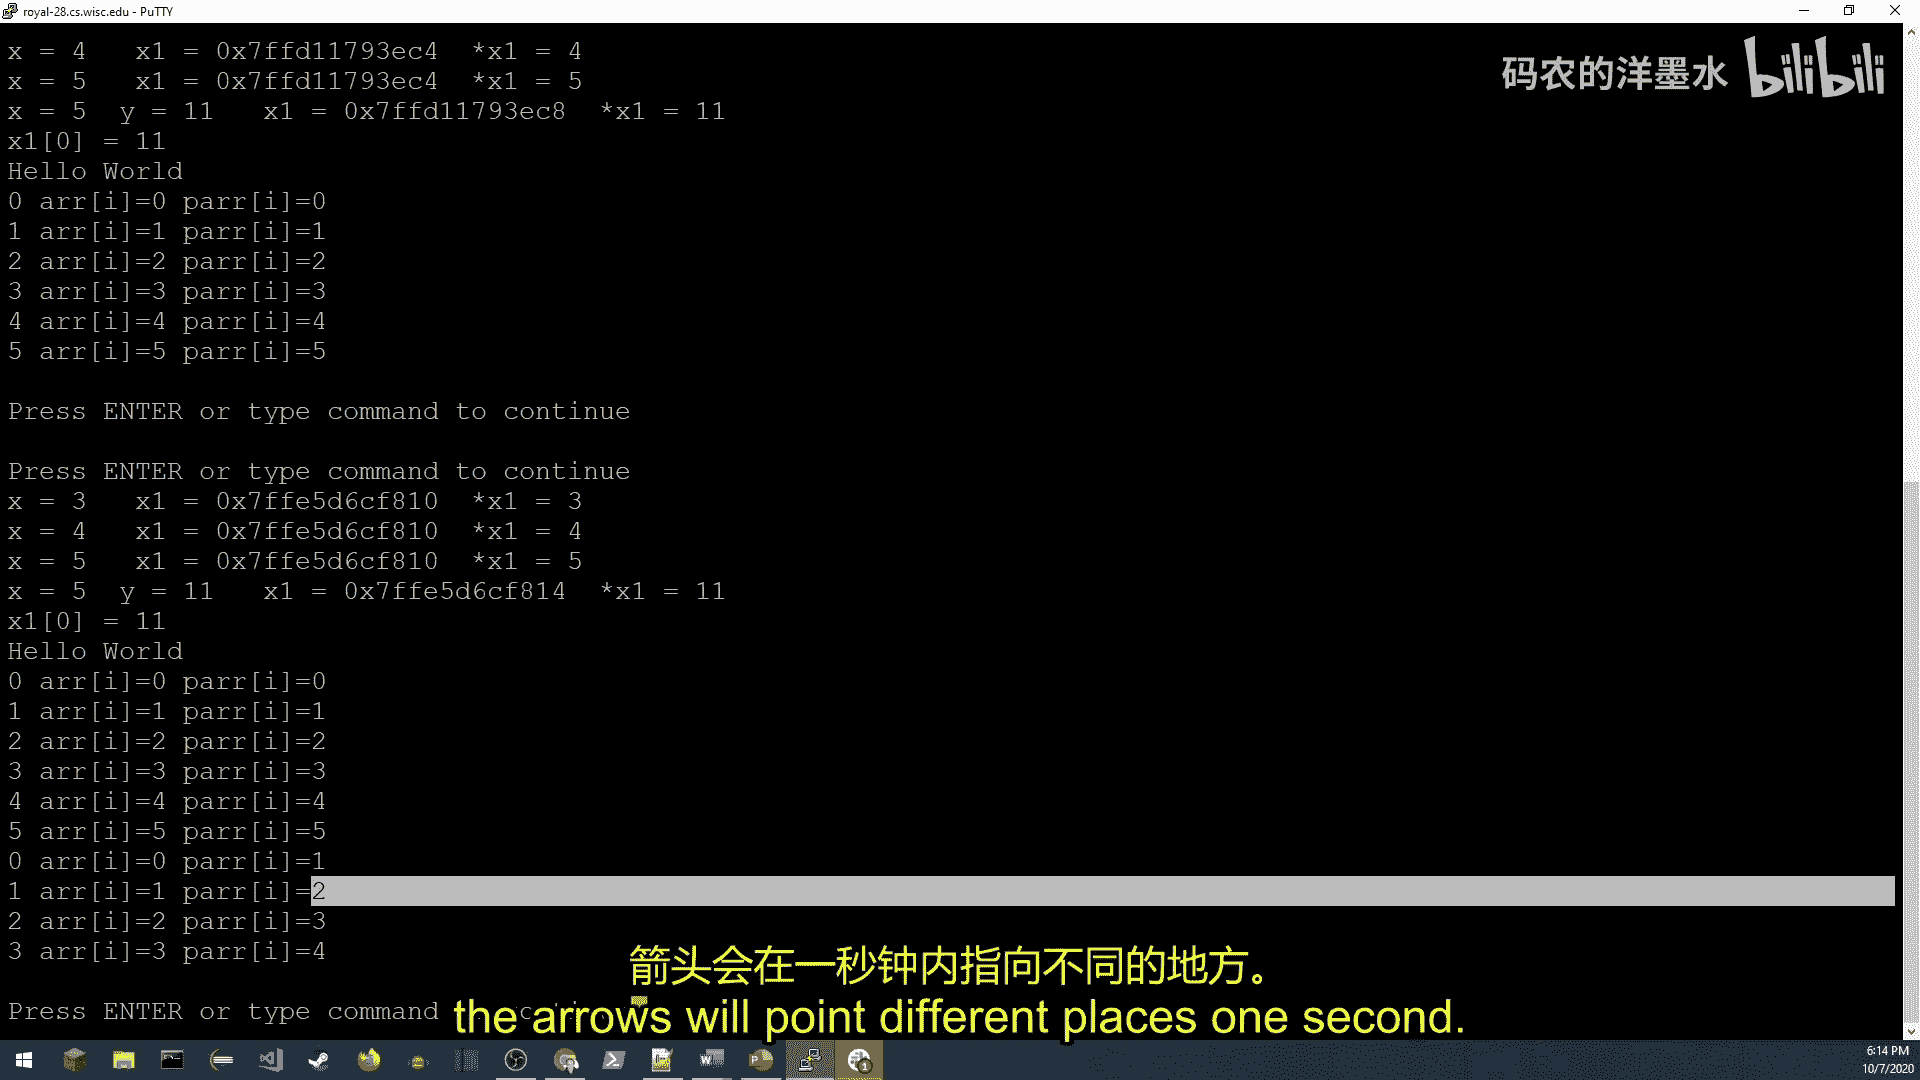 royal-28.cs.wisc.edu - PuTTY
x = 4   x1 = 0x7ffd11793ec4  *x1 = 4
码农的洋墨水 bilibili
x = 5   x1 = 0x7ffd11793ec4  *x1 = 5
x = 5  y = 11   x1 = 0x7ffd11793ec8  *x1 = 11
x1[0] = 11
Hello World
0 arr[i]=0 parr[i]=0
1 arr[i]=1 parr[i]=1
2 arr[i]=2 parr[i]=2
3 arr[i]=3 parr[i]=3
4 arr[i]=4 parr[i]=4
5 arr[i]=5 parr[i]=5
Press ENTER or type command to continue
Press ENTER or type command to continue
x = 3   x1 = 0x7ffe5d6cf810  *x1 = 3
x = 4   x1 = 0x7ffe5d6cf810  *x1 = 4
x = 5   x1 = 0x7ffe5d6cf810  *x1 = 5
x = 5  y = 11   x1 = 0x7ffe5d6cf814  *x1 = 11
x1[0] = 11
Hello World
0 arr[i]=0 parr[i]=0
1 arr[i]=1 parr[i]=1
2 arr[i]=2 parr[i]=2
3 arr[i]=3 parr[i]=3
4 arr[i]=4 parr[i]=4
5 arr[i]=5 parr[i]=5
0 arr[i]=0 parr[i]=1
1 arr[i]=1 parr[i]=2
2 arr[i]=2 parr[i]=3
3 arr[i]=3 parr[i]=4
箭头会在一秒钟内指向不同的地方。
Press ENTER or type command
the arrows will point different places one second.
6:14 PM
10/7/2020